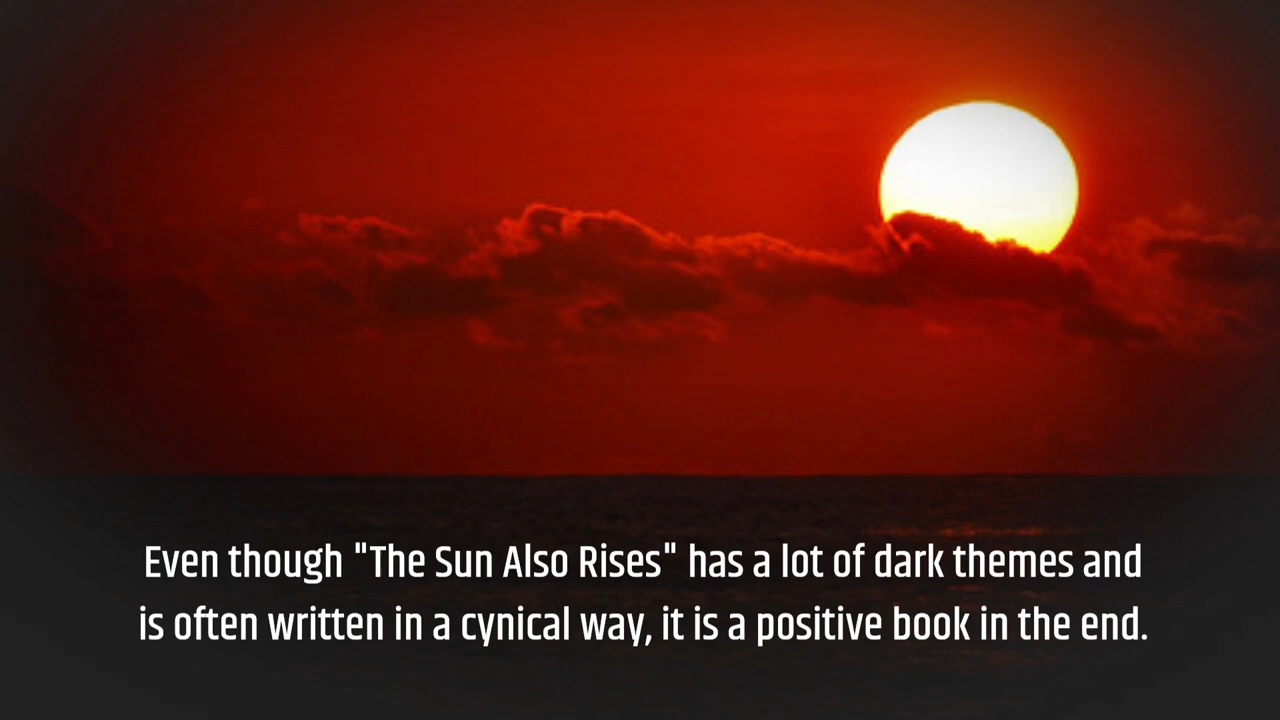 Even though "The Sun Also Rises" has a lot of dark themes and
is often written in a cynical way, it is a positive book in the end.